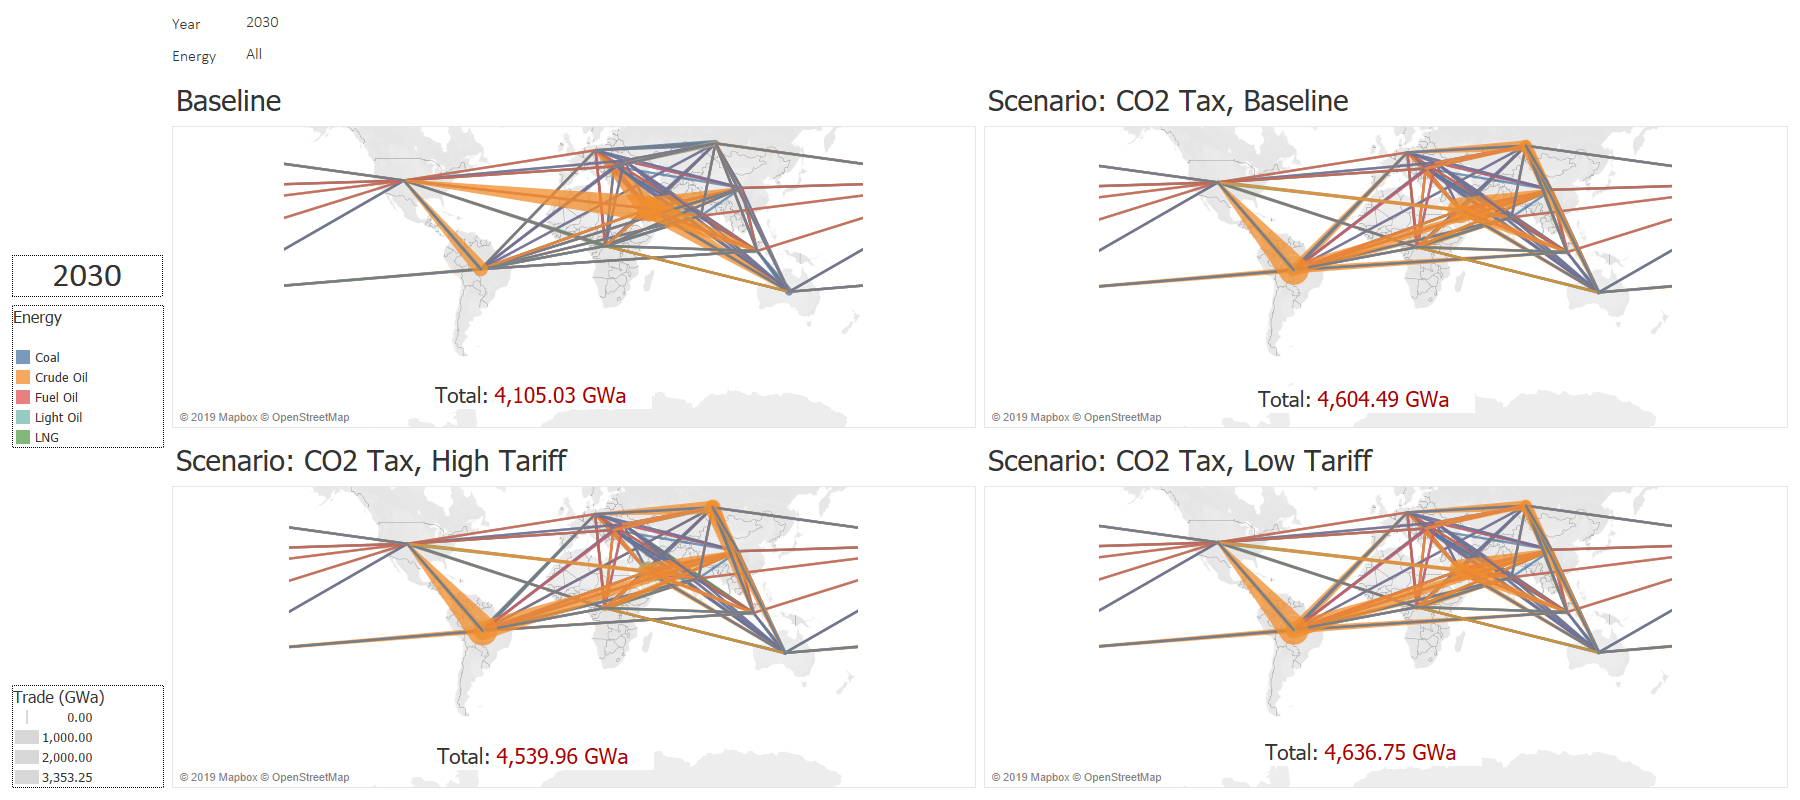 Year 2030
Energy All
Baseline
Scenario: CO2 Tax, Baseline
Total: 4,105.03 GWa
© 2019 Mapbox © OpenStreetMap
Total: 4,604.49 GWa
© 2019 Mapbox © OpenStreetMap
2030
Energy
Coal
Crude Oil
Fuel Oil
Light Oil
LNG
Scenario: CO2 Tax, High Tariff
Scenario: CO2 Tax, Low Tariff
Total: 4,539.96 GWa
© 2019 Mapbox © OpenStreetMap
Total: 4,636.75 GWa
© 2019 Mapbox © OpenStreetMap
Trade (GWa)
0.00
1,000.00
2,000.00
3,353.25